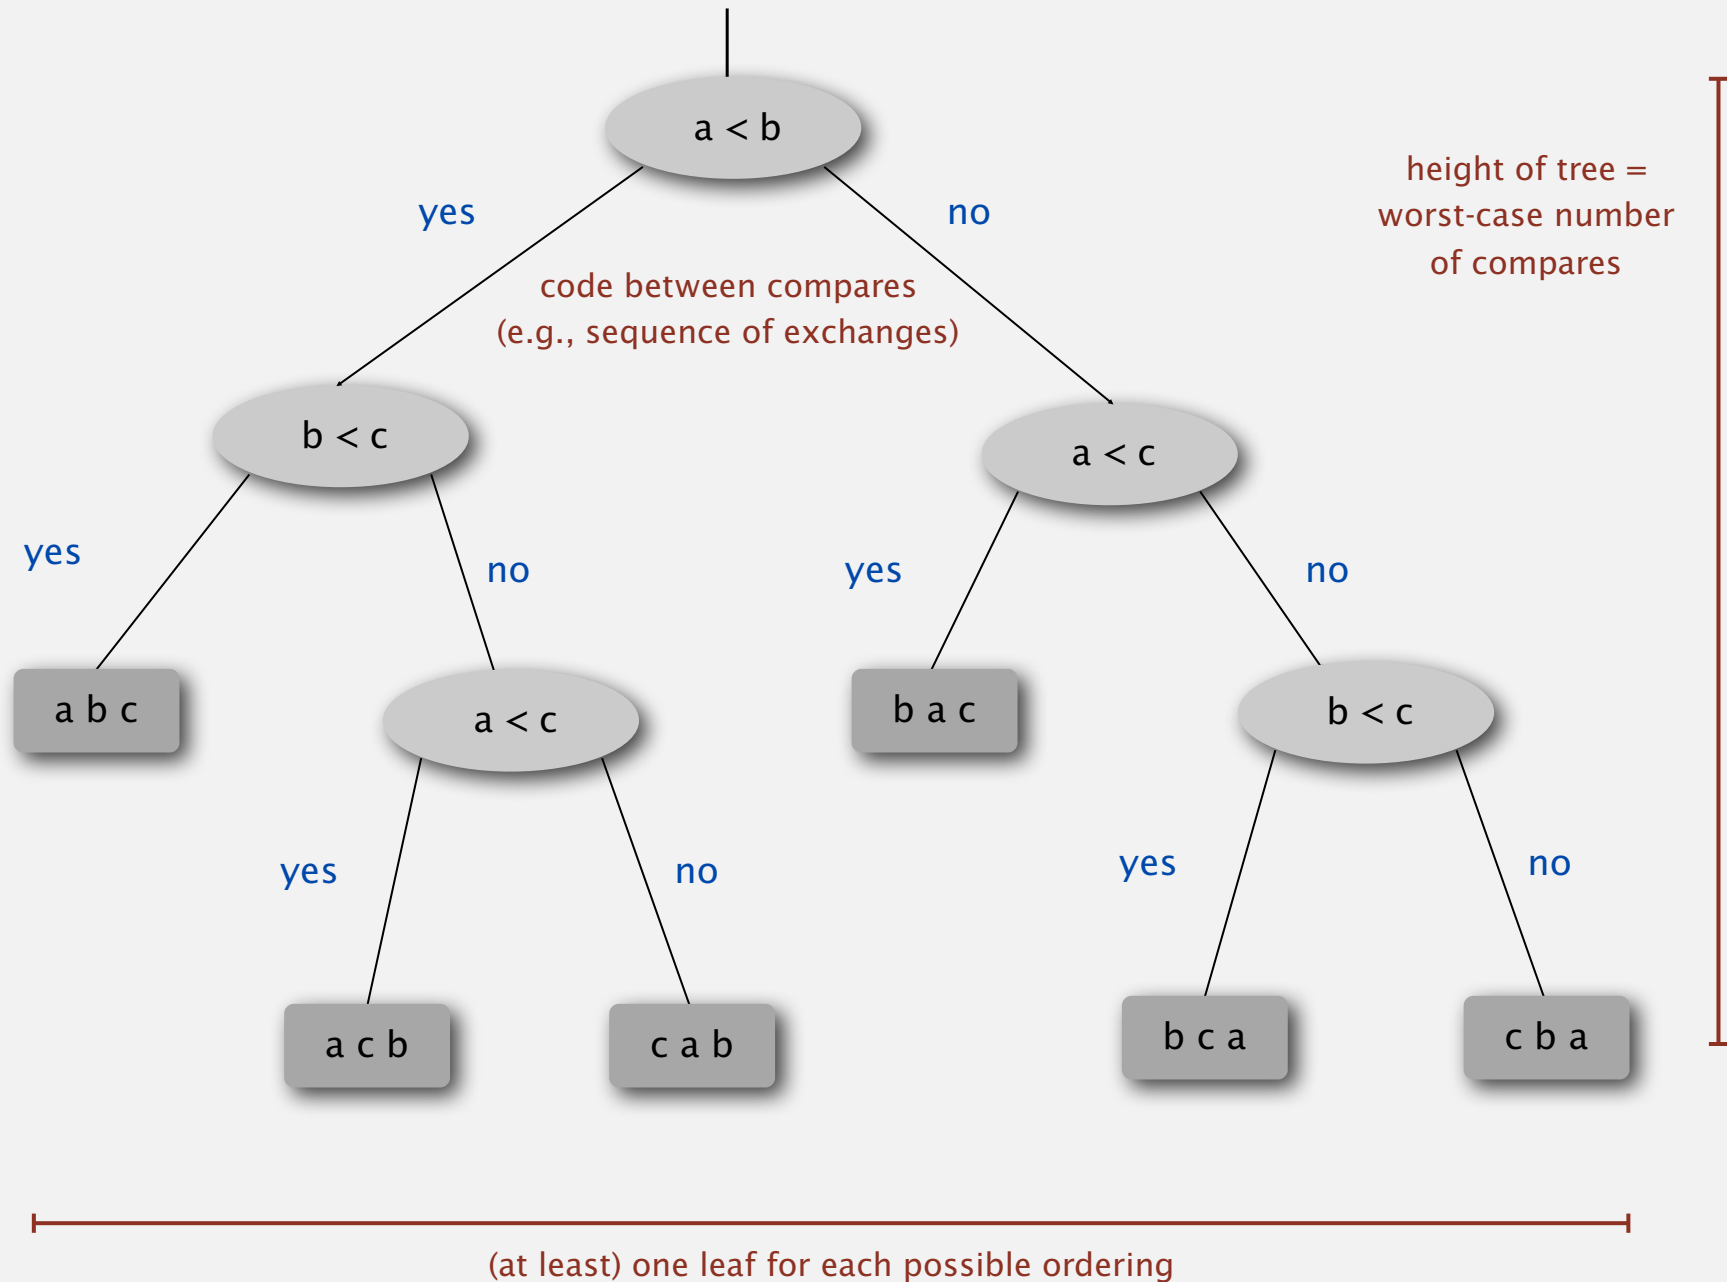 a < b
height of tree =
worst-case number
of compares
yes
no
code between compares
(e.g., sequence of exchanges)
b < c
a < c
yes
no
yes
no
a b c
a < c
b a c
b < c
yes
no
yes
no
a c b
c a b
b c a
c b a
(at least) one leaf for each possible ordering